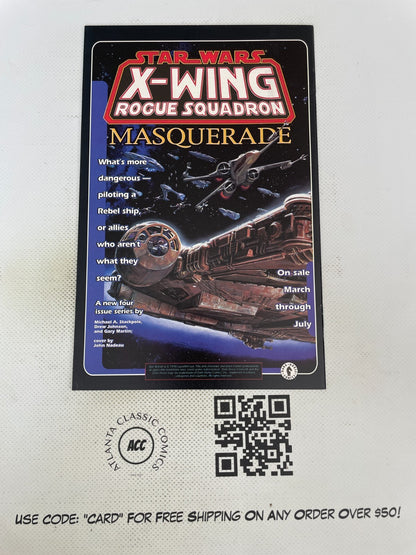 STAR WARS
X-WING
ROGUE SQUADRON
MASQUERADE
What's more
dangerous —
piloting a
Rebel ship,
or allies
who aren't
what they
seem?
A new four
issue series by
Michael A. Stackpole,
Drew Johnson,
and Gary Martin;
cover by
John Nadeau
On sale
March
through
July
ATLANTA CLASSIC COMICS
ACC
USE CODE: "CARD" FOR FREE SHIPPING ON ANY ORDER OVER $50!